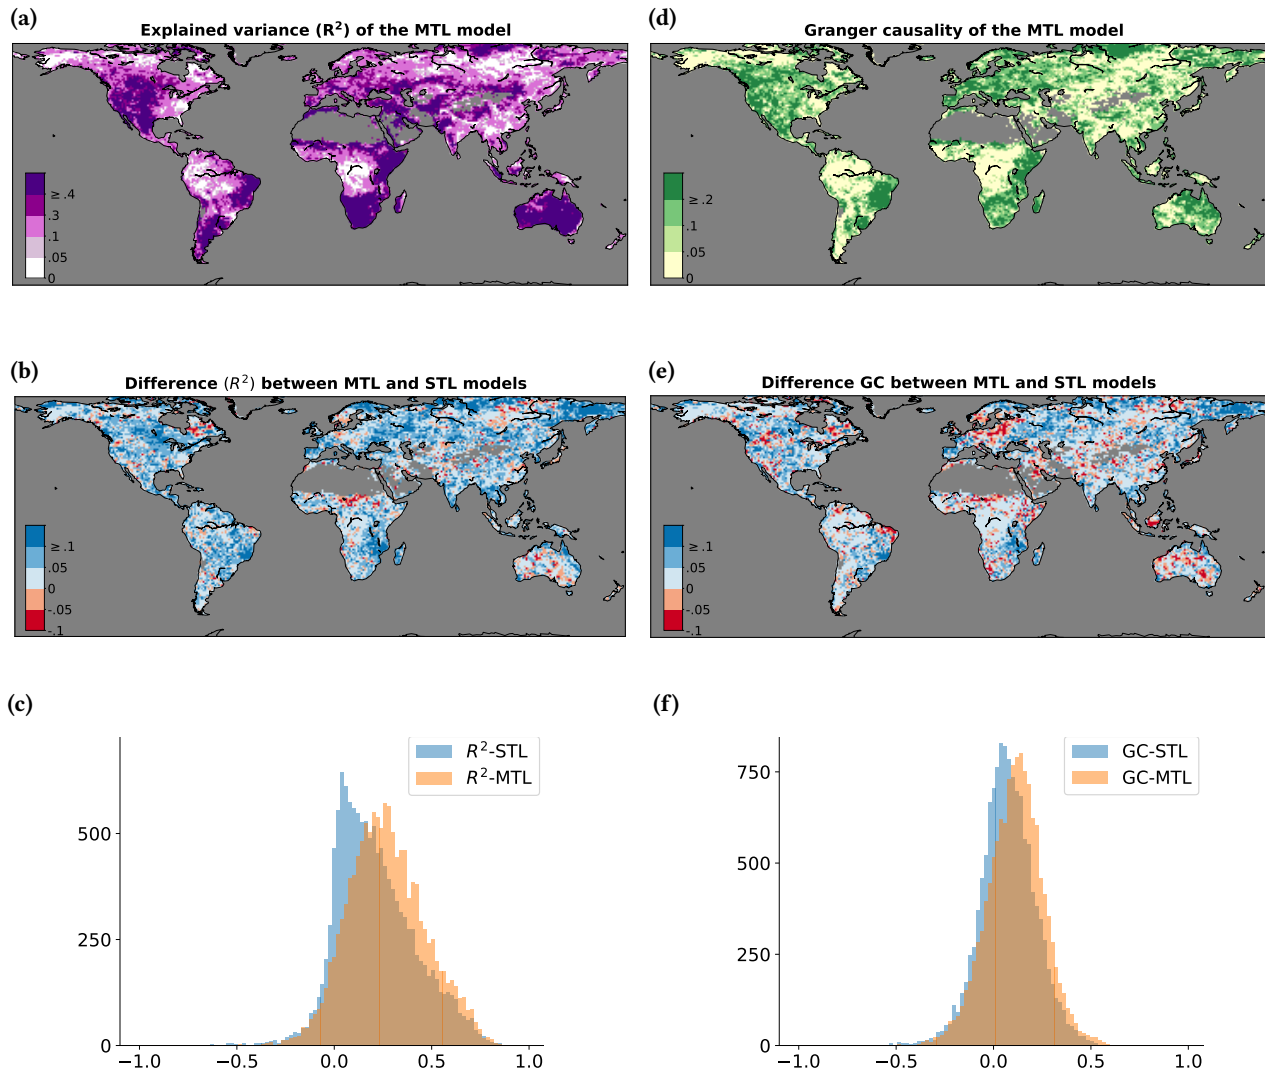 (a)
Explained variance (R²) of the MTL model
≥ .4
.3
.1
.05
0
(d)
Granger causality of the MTL model
≥ .2
.1
.05
0
(b)
Difference (R²) between MTL and STL models
≥ .1
.05
0
-.05
-.1
(e)
Difference GC between MTL and STL models
≥ .1
.05
0
-.05
-.1
(c)
R²-STL
R²-MTL
500
250
0
−1.0 −0.5 0.0 0.5 1.0
(f)
GC-STL
GC-MTL
750
500
250
0
−1.0 −0.5 0.0 0.5 1.0